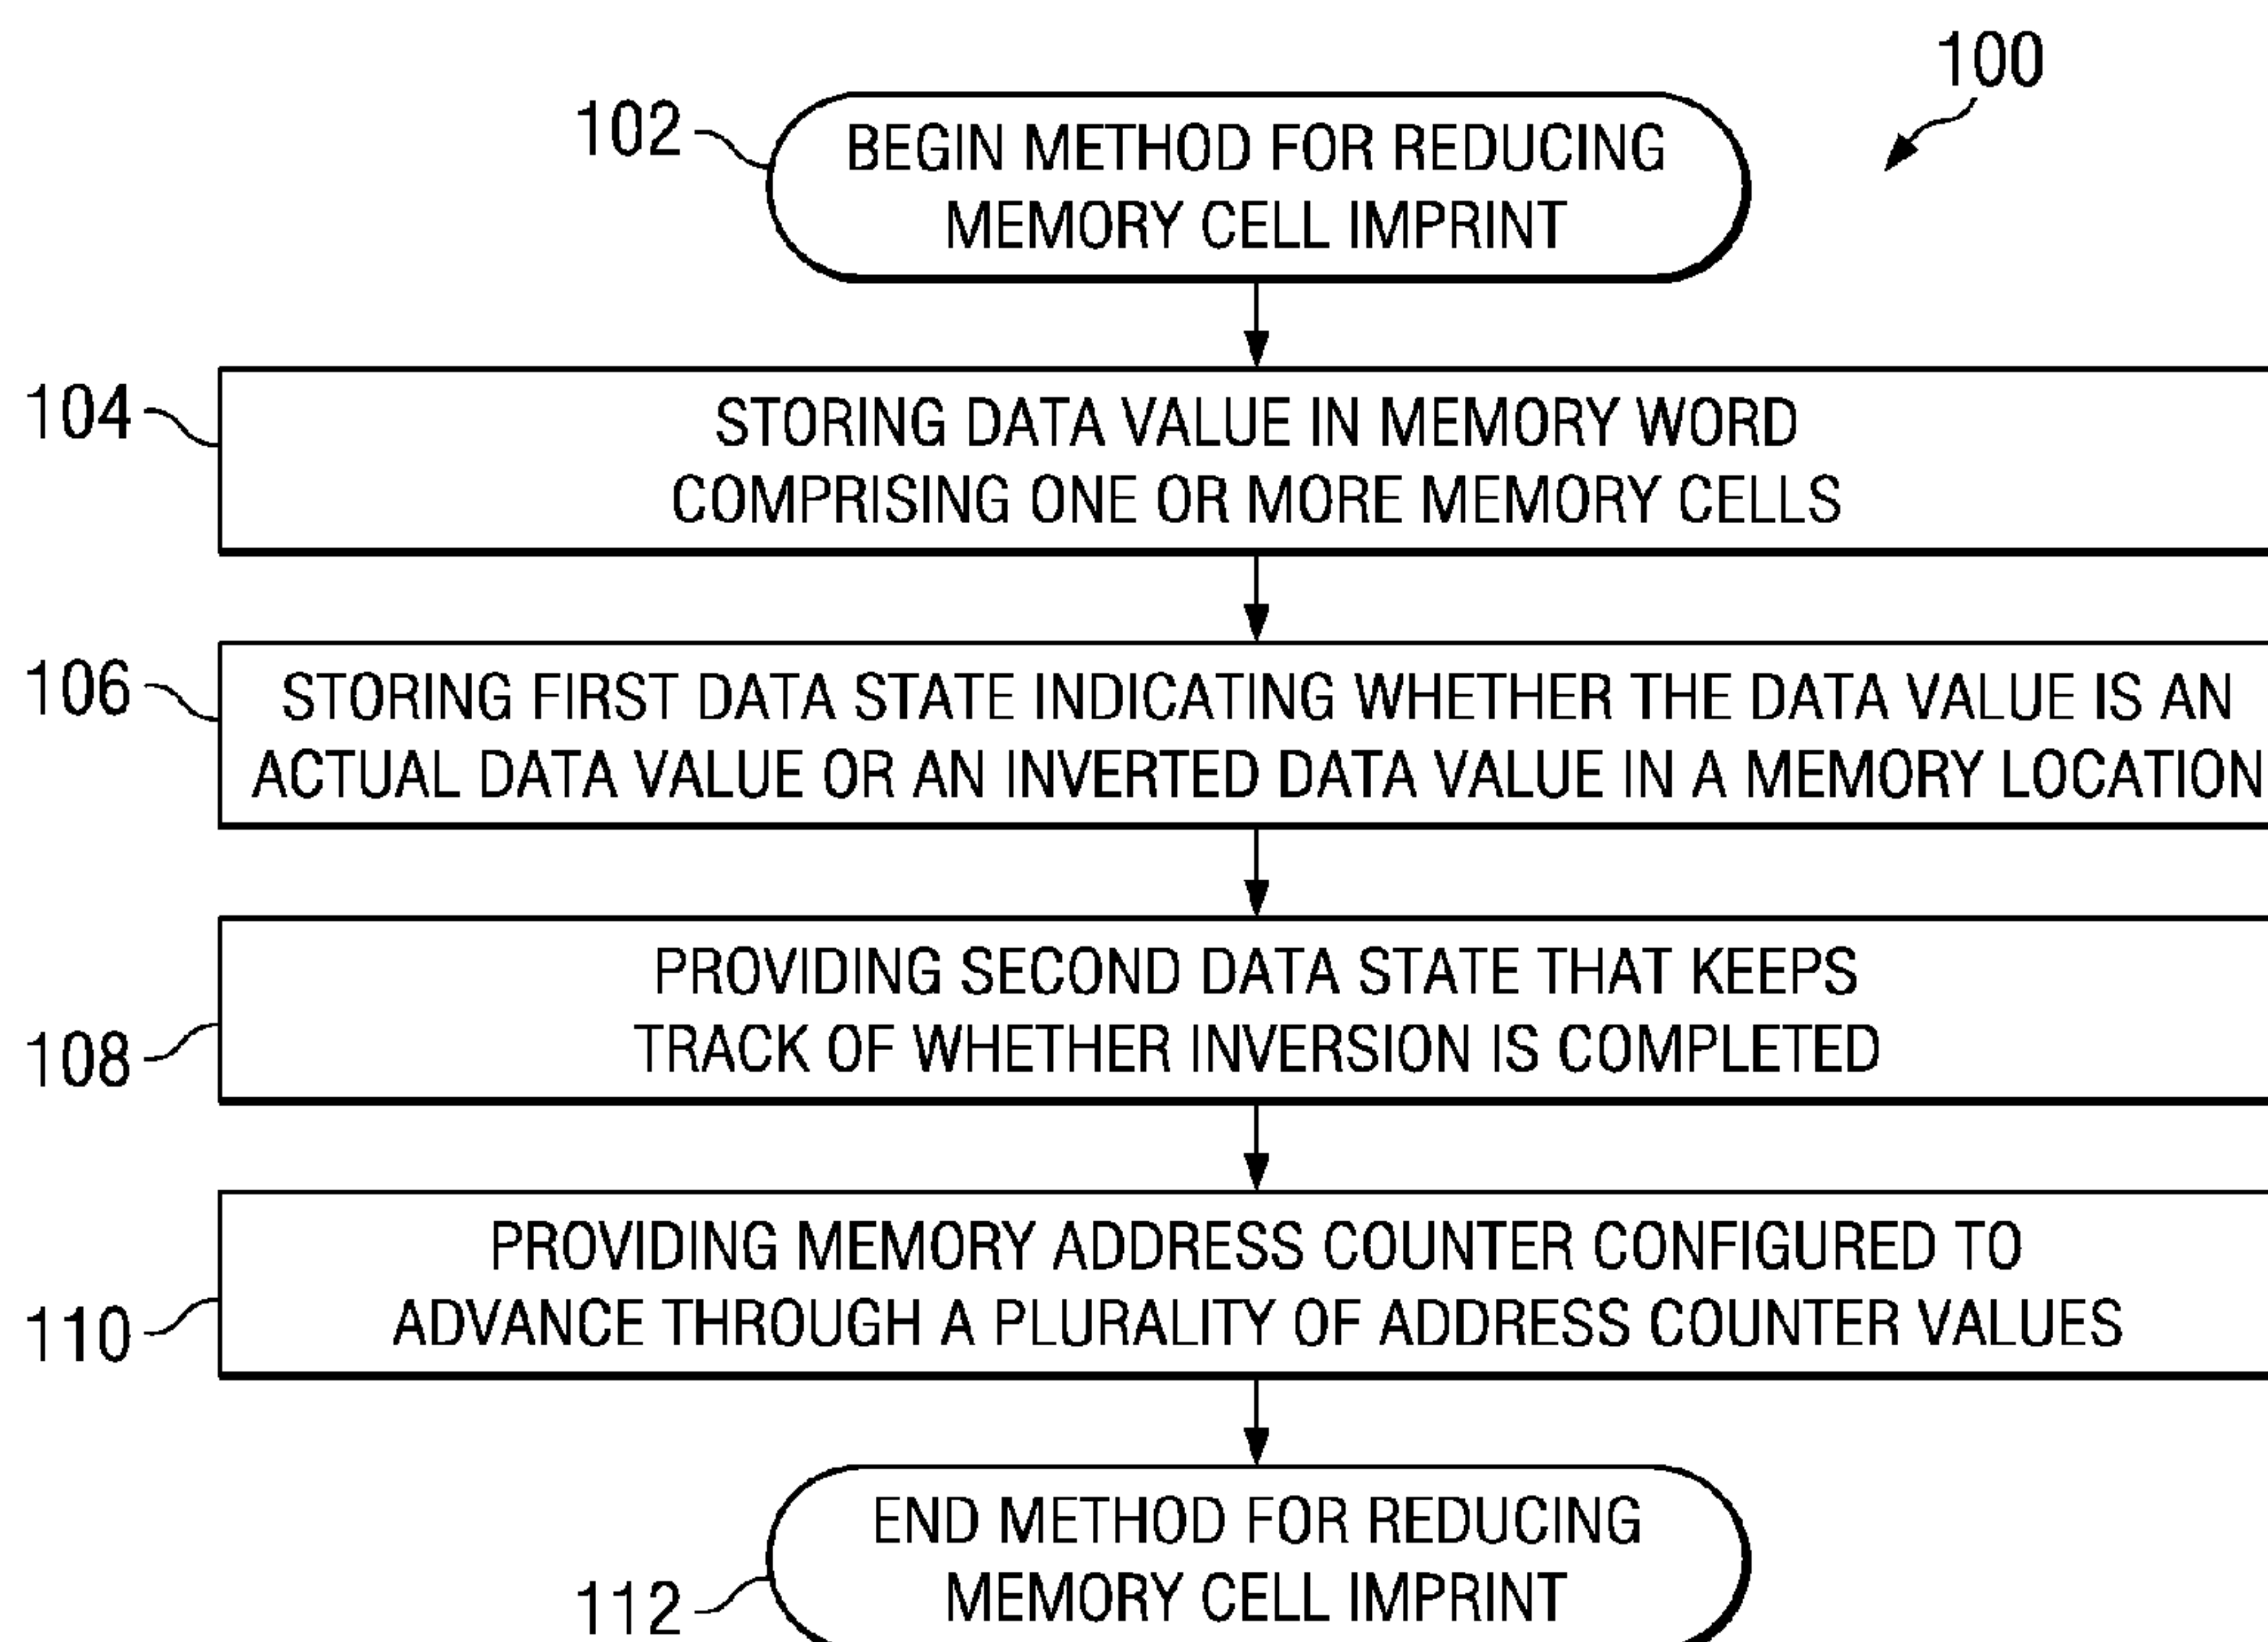 100
102
BEGIN METHOD FOR REDUCING
MEMORY CELL IMPRINT
104
STORING DATA VALUE IN MEMORY WORD
COMPRISING ONE OR MORE MEMORY CELLS
106
STORING FIRST DATA STATE INDICATING WHETHER THE DATA VALUE IS AN
ACTUAL DATA VALUE OR AN INVERTED DATA VALUE IN A MEMORY LOCATION
PROVIDING SECOND DATA STATE THAT KEEPS
TRACK OF WHETHER INVERSION IS COMPLETED
108
PROVIDING MEMORY ADDRESS COUNTER CONFIGURED TO
ADVANCE THROUGH A PLURALITY OF ADDRESS COUNTER VALUES
110
END METHOD FOR REDUCING
MEMORY CELL IMPRINT
112